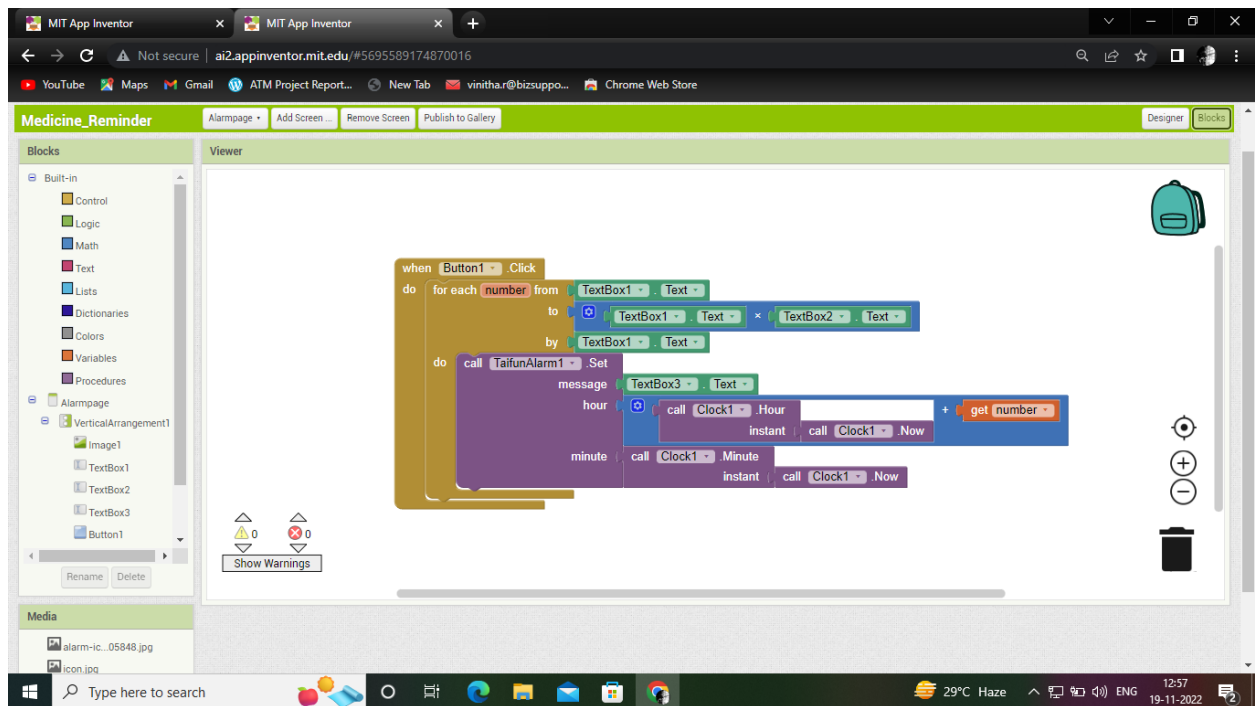 MIT App Inventor
MIT App Inventor
Not secure | ai2.appinventor.mit.edu/#5695589174870016
YouTube Maps Gmail ATM Project Report... New Tab vinitha.r@bizsuppo... Chrome Web Store
Medicine_Reminder Alarmpage Add Screen ... Remove Screen Publish to Gallery Designer Blocks
Blocks
Viewer
Built-in
Control
Logic
Math
Text
Lists
Dictionaries
Colors
Variables
Procedures
Alarmpage
VerticalArrangement1
Image1
TextBox1
TextBox2
TextBox3
Button1
Rename Delete
Media
alarm-ic...05848.jpg
icon.jpg
when Button1 .Click
do for each number from TextBox1 . Text
to TextBox1 . Text × TextBox2 . Text
by TextBox1 . Text
do call TaifunAlarm1 .Set
message TextBox3 . Text
hour call Clock1 .Hour + get number
instant call Clock1 .Now
minute call Clock1 .Minute
instant call Clock1 .Now
0 0
Show Warnings
Type here to search
29°C Haze
ENG
12:57
19-11-2022
2